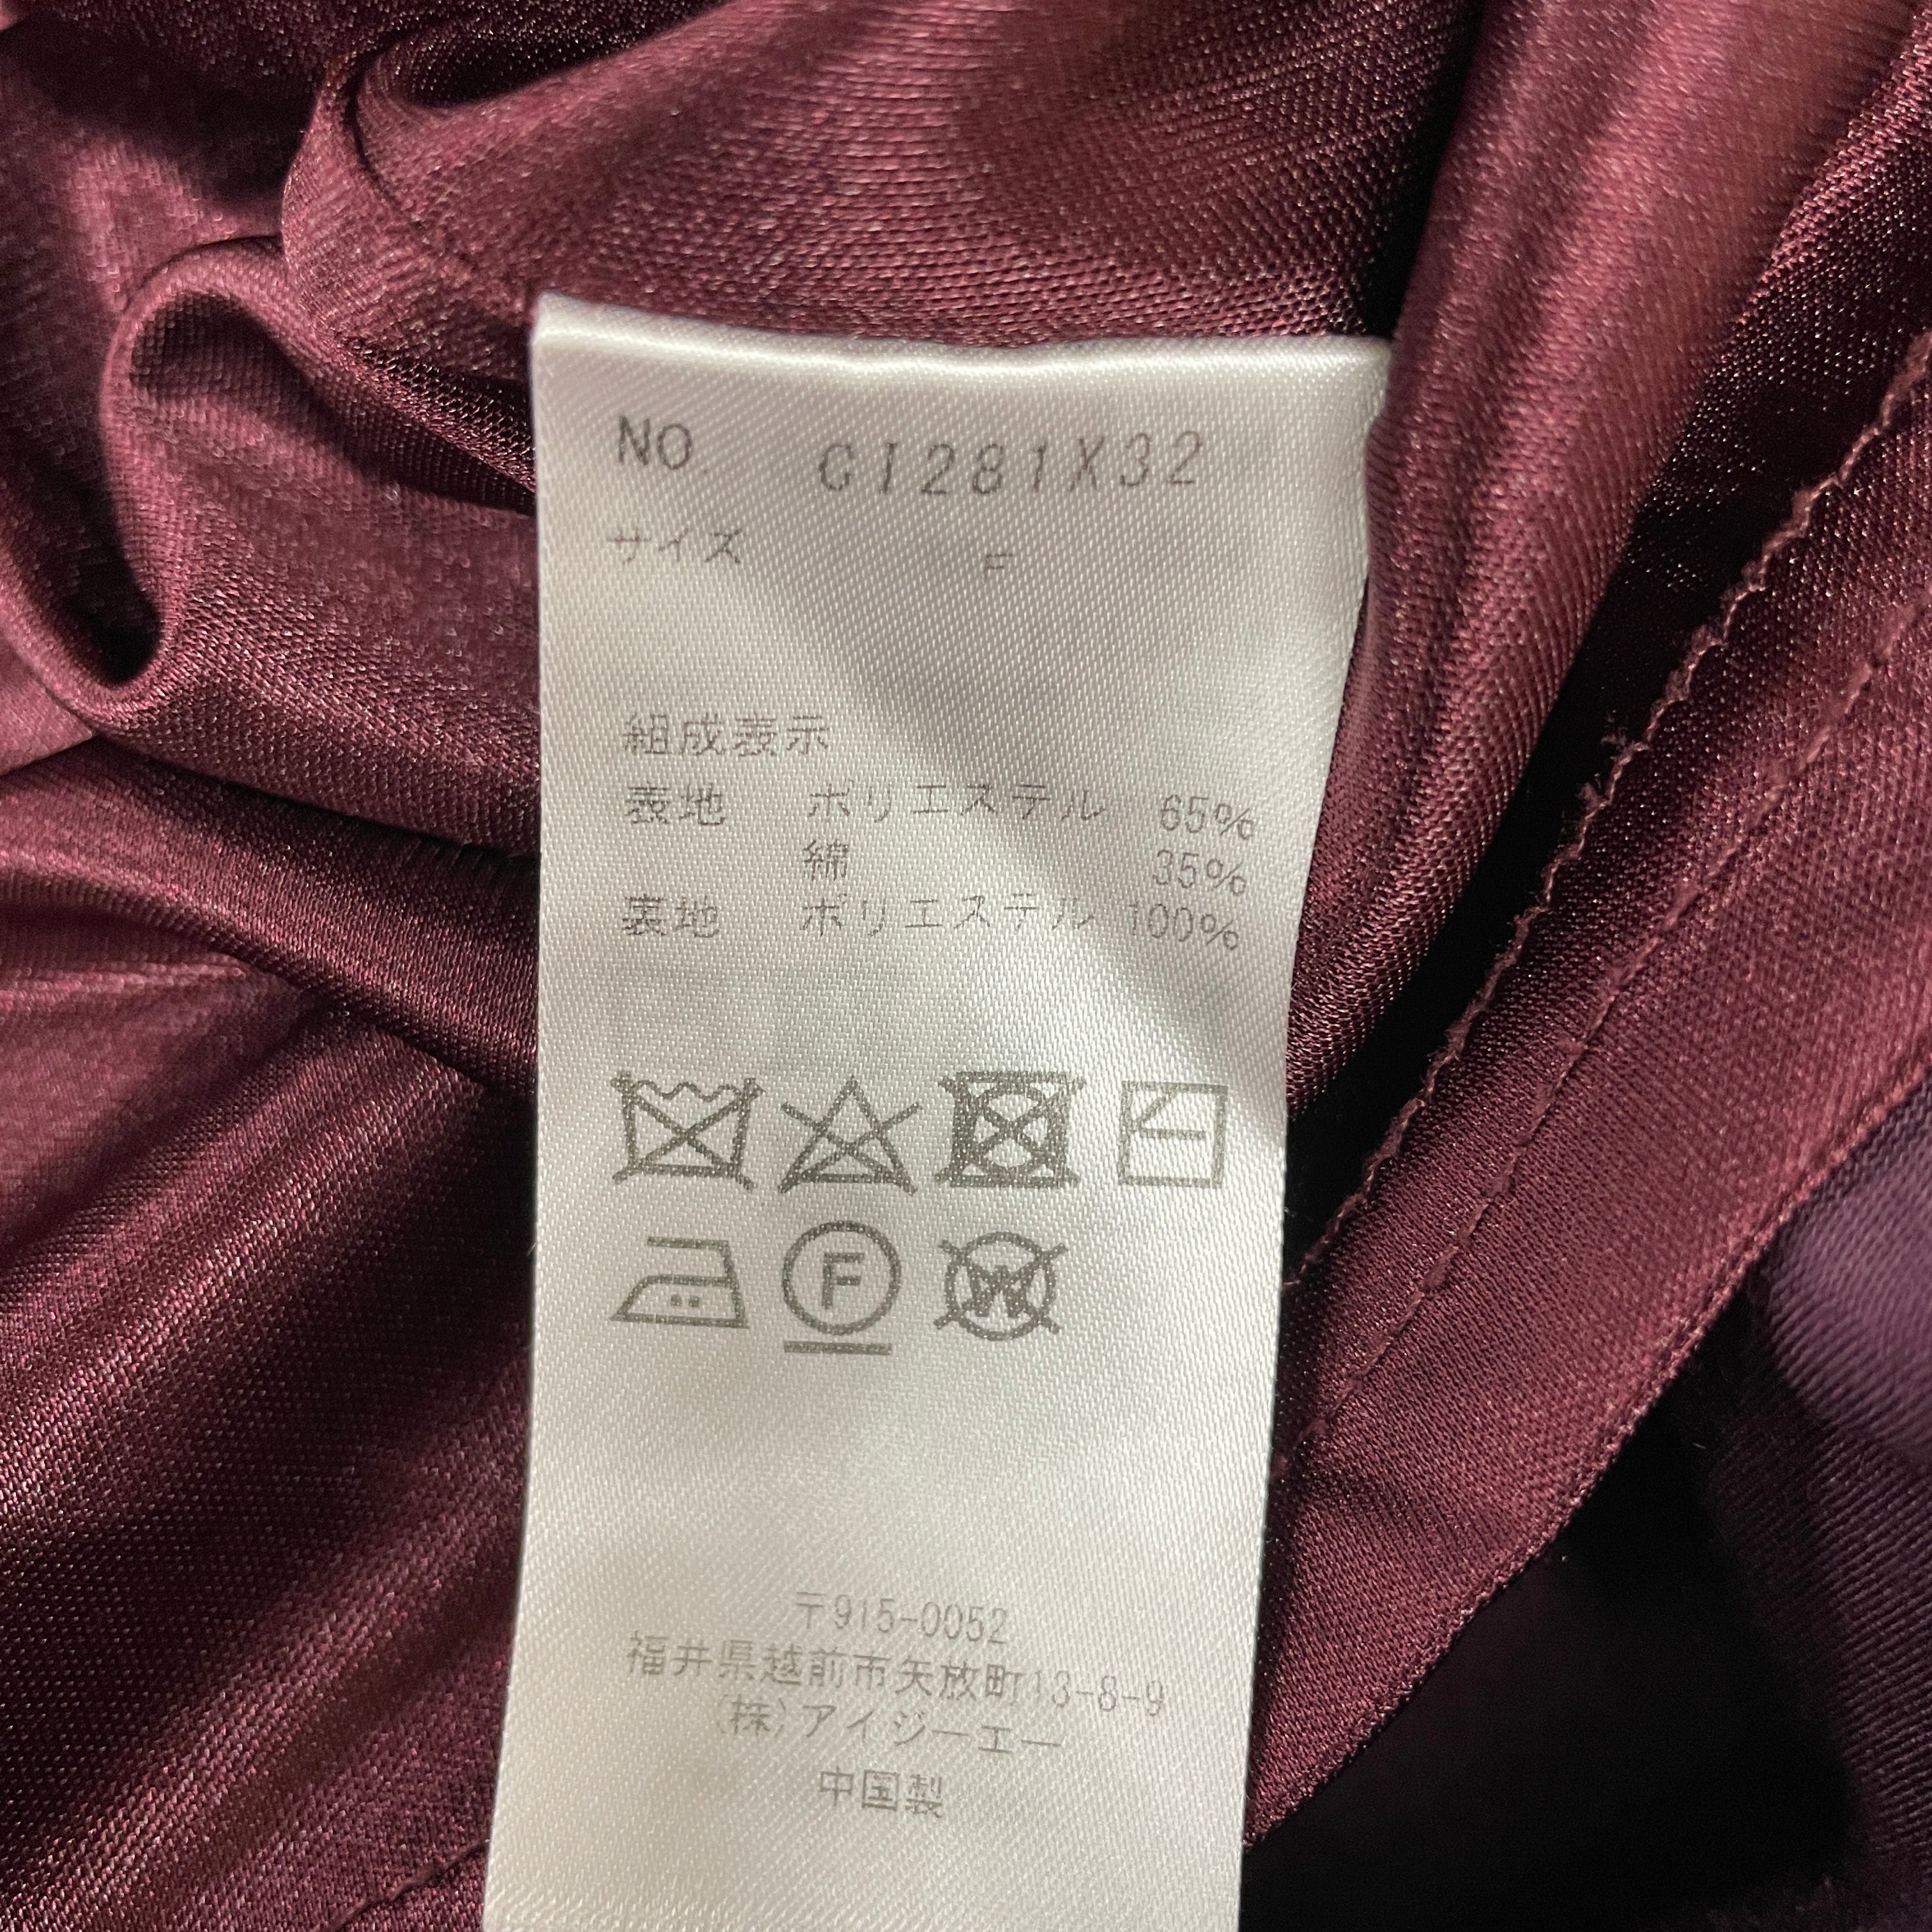 NO. GI281X32
サイズ F
組成表示
表地 ポリエステル 65%
綿 35%
裏地 ポリエステル 100%
F
W
〒915-0052
福井県越前市矢放町13-8-9
(株)アイジーエー
中国製